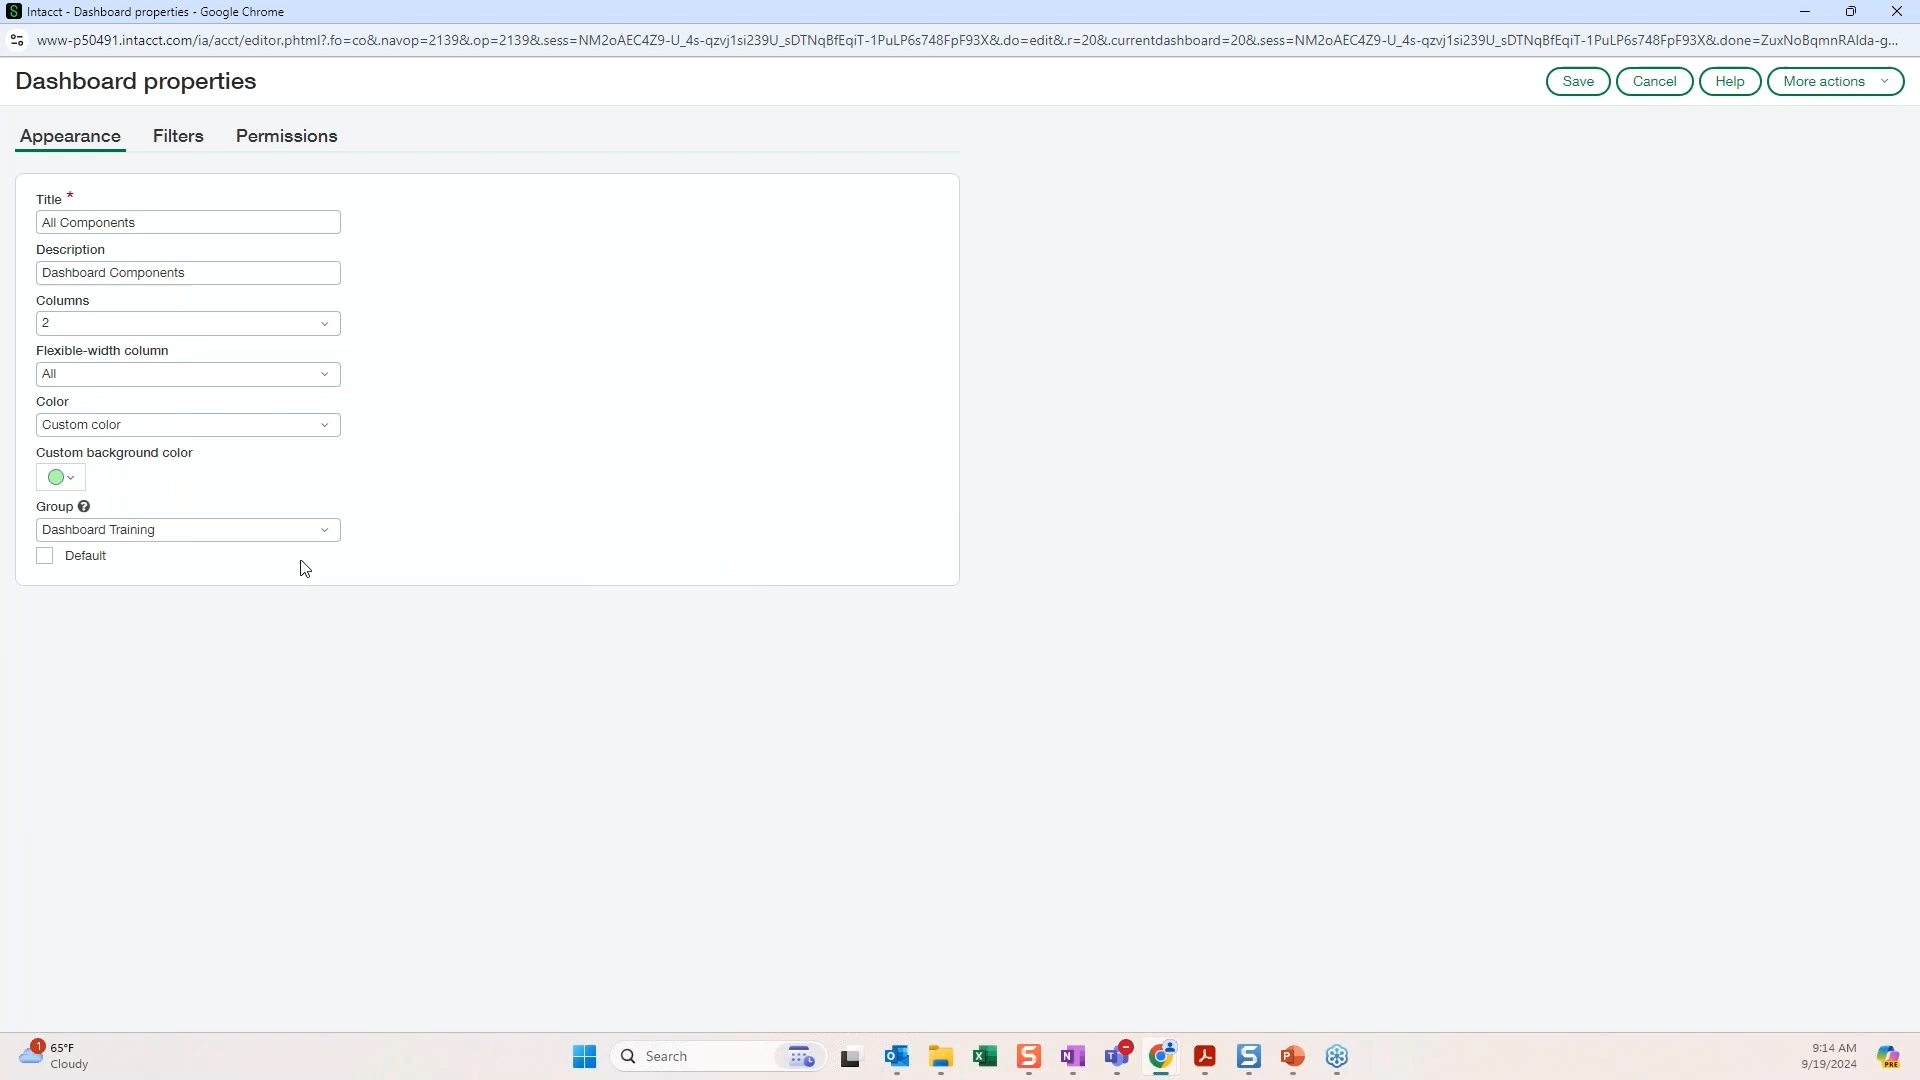 Intacct - Dashboard properties - Google Chrome
www-p50491.intacct.com/ia/acct/editor.phtml?.fo=co&.navop=2139&.op=2139&.sess=NM2oAEC4Z9-U_4s-qzvj1si239U_sDTNqBfEqiT-1PuLP6s748FpF93X&.do=edit&.r=20&.currentdashboard=20&.sess=NM2oAEC4Z9-U_4s-qzvj1si239U_sDTNqBfEqiT-1PuLP6s748FpF93X&.done=ZuxNoBqmnRAIda-g...
Dashboard properties
Save Cancel Help More actions
Appearance Filters Permissions
Title *
All Components
Description
Dashboard Components
Columns
2
Flexible-width column
All
Color
Custom color
Custom background color
Group ?
Dashboard Training
Default
1
65°F
Cloudy
Search
9:14 AM
9/19/2024
PRE